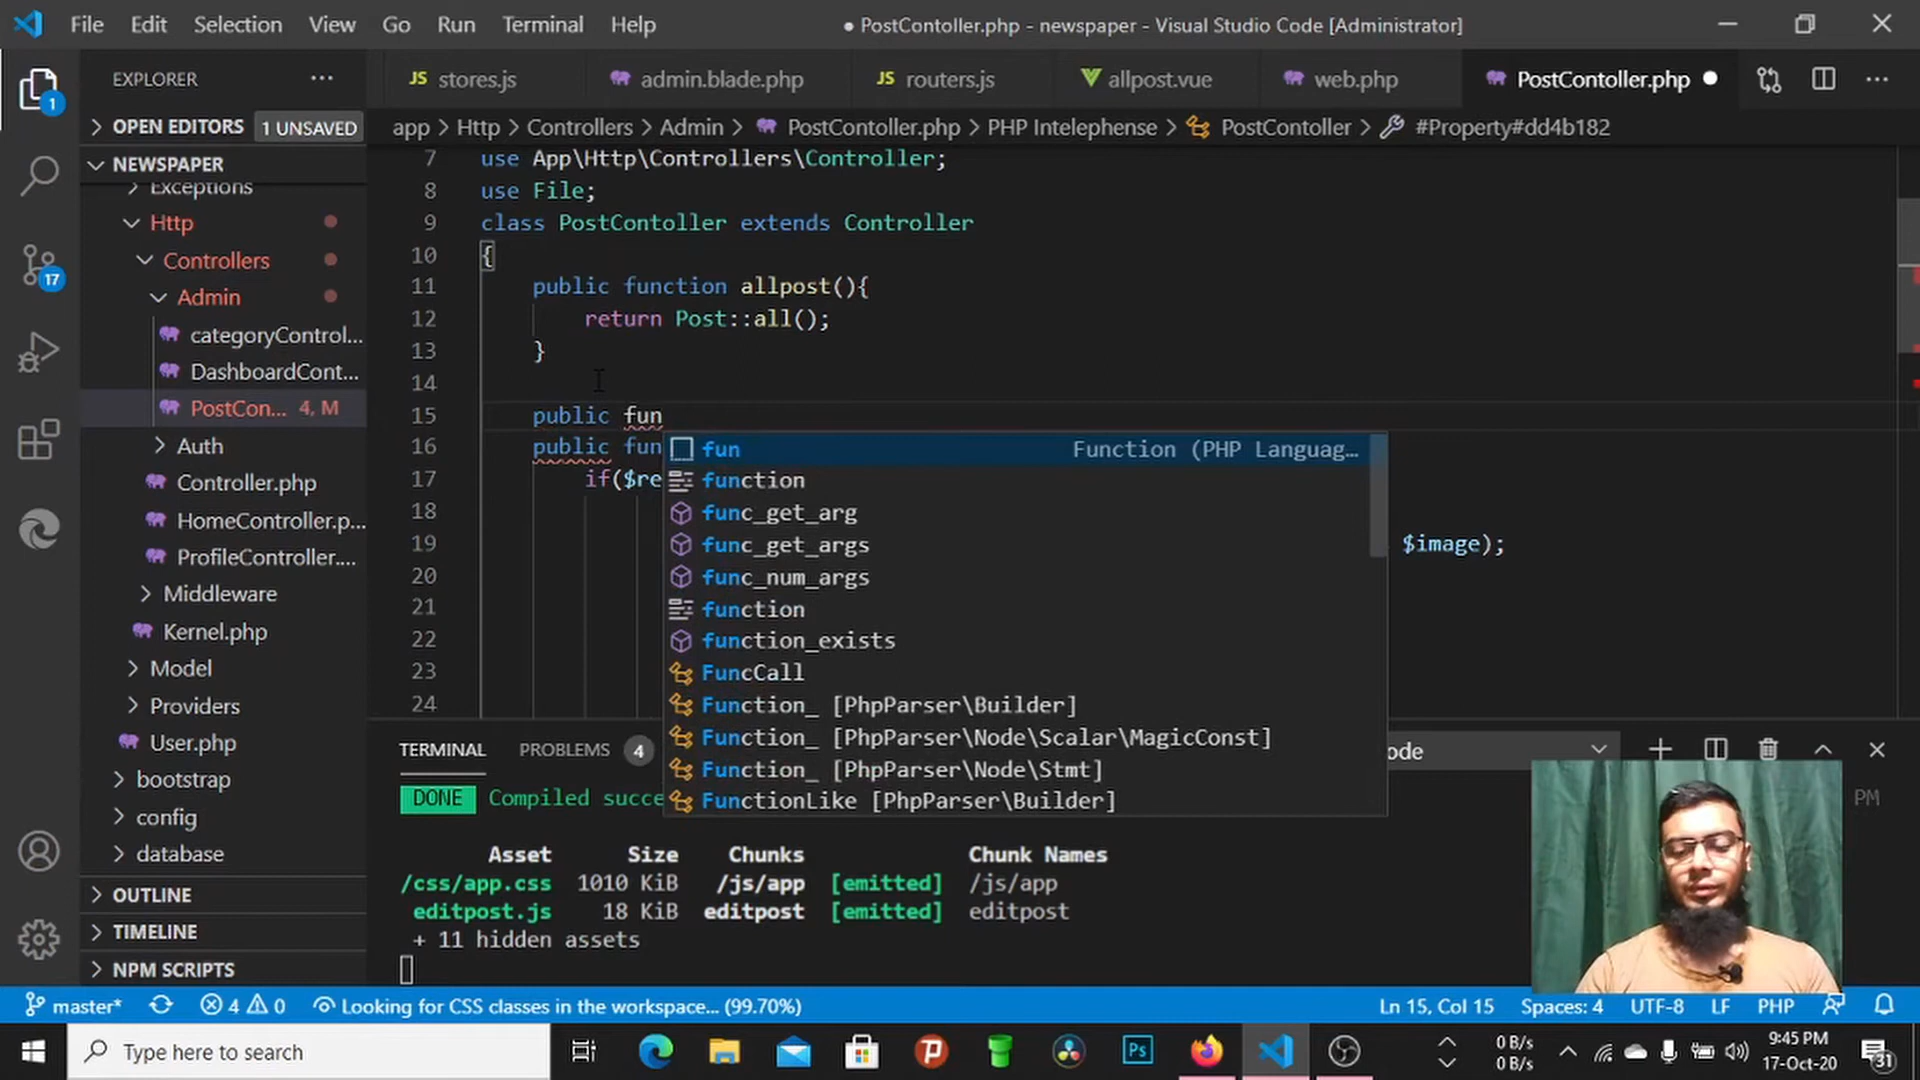 File Edit Selection View Go Run Terminal Help
● PostContoller.php - newspaper - Visual Studio Code [Administrator]
EXPLORER ...
JS stores.js
admin.blade.php
JS routers.js
allpost.vue
web.php
PostContoller.php ●
OPEN EDITORS 1 UNSAVED
app > Http > Controllers > Admin > PostContoller.php > PHP Intelephense > PostContoller > #Property#dd4b182
NEWSPAPER
Exceptions
Http
Controllers
Admin
categoryControl...
DashboardCont...
PostCon... 4, M
Auth
Controller.php
HomeController.p...
ProfileController....
Middleware
Kernel.php
Model
Providers
User.php
bootstrap
config
database
OUTLINE
TIMELINE
NPM SCRIPTS
1
17
7 use App\Http\Controllers\Controller;
8 use File;
9 class PostContoller extends Controller
10 {
11 public function allpost(){
12 return Post::all();
13 }
14
15 public fun
16 public fun
17 if($re
18
19 $image);
20
21
22
23
24
fun Function (PHP Languag...
function
func_get_arg
func_get_args
func_num_args
function
function_exists
FuncCall
Function_ [PhpParser\Builder]
Function_ [PhpParser\Node\Scalar\MagicConst]
Function_ [PhpParser\Node\Stmt]
FunctionLike [PhpParser\Builder]
TERMINAL PROBLEMS 4 ode
DONE Compiled succe PM
Asset Size Chunks Chunk Names
/css/app.css 1010 KiB /js/app [emitted] /js/app
editpost.js 18 KiB editpost [emitted] editpost
+ 11 hidden assets
master* 4 0 Looking for CSS classes in the workspace... (99.70%) Ln 15, Col 15 Spaces: 4 UTF-8 LF PHP
Type here to search
Ps
0 B/s
0 B/s
9:45 PM
17-Oct-20
31